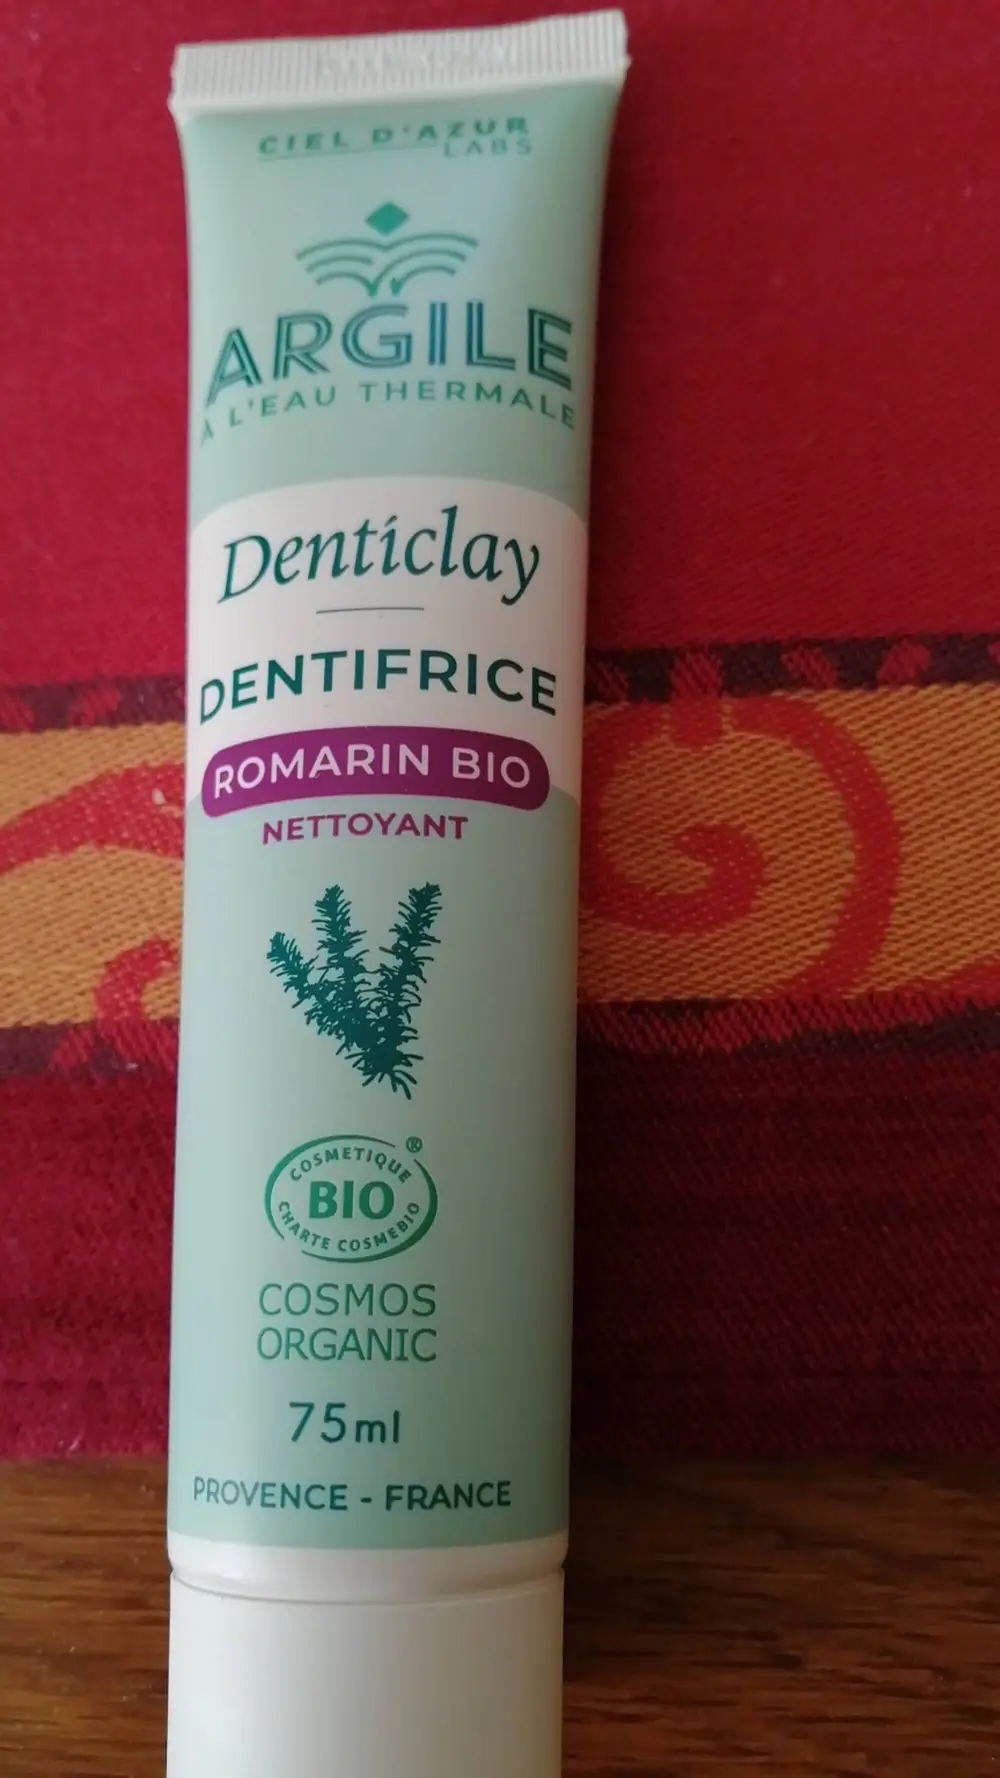 CIEL D'AZUR
LABS
ARGILE
À L'EAU THERMALE
Denticlay
DENTIFRICE
ROMARIN BIO
NETTOYANT
COSMETIQUE
®
BIO
CHARTE COSMEBIO
COSMOS
ORGANIC
75ml
PROVENCE - FRANCE